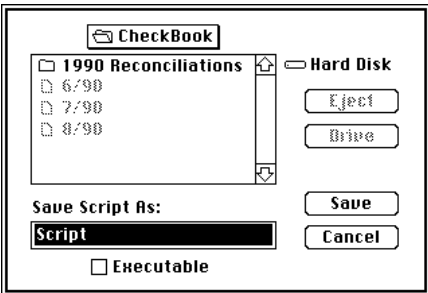 CheckBook
1990 Reconciliations
6/90
7/90
8/90
Hard Disk
Eject
Drive
Save Script As:
Script
Save
Cancel
Executable